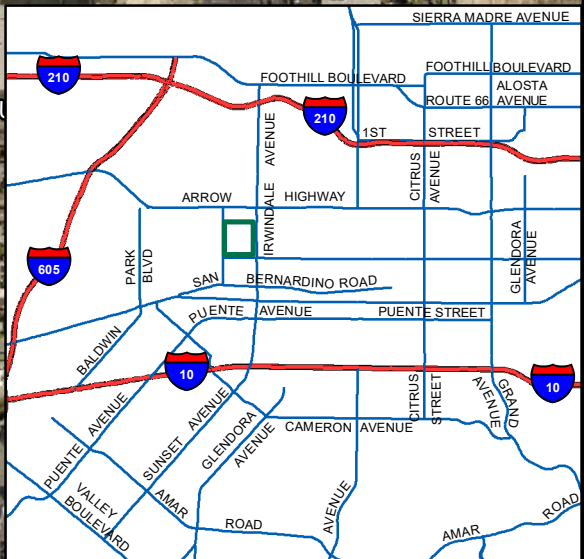 SIERRA MADRE AVENUE
FOOTHILL BOULEVARD
210
FOOTHILL BOULEVARD
ALOSTA
ROUTE 66 AVENUE
210
1ST STREET
IRWINDALE AVENUE
CITRUS AVENUE
ARROW HIGHWAY
PARK BLVD
GLENDORA AVENUE
605
SAN BERNARDINO ROAD
PUENTE AVENUE
PUENTE STREET
BALDWIN
10
10
CITRUS STREET
GRAND AVENUE
PUENTE AVENUE
SUNSET AVENUE
GLENDORA AVENUE
CAMERON AVENUE
VALLEY BOULEVARD
AMAR ROAD
AVENUE
AMAR ROAD